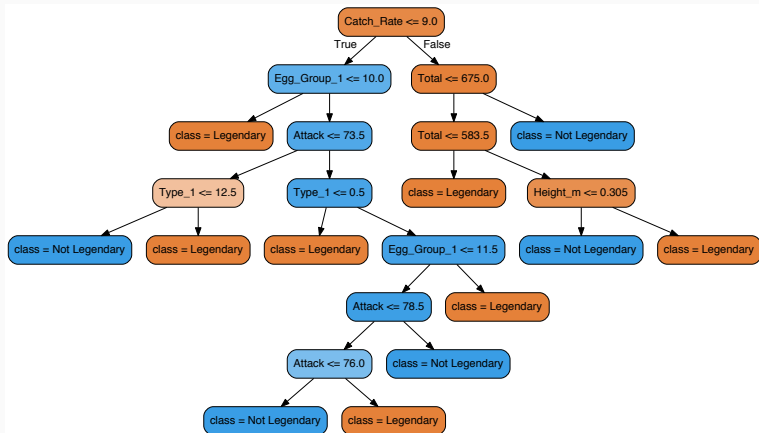 Catch_Rate <= 9.0
True
False
Egg_Group_1 <= 10.0
Total <= 675.0
class = Legendary
Attack <= 73.5
Total <= 583.5
class = Not Legendary
Type_1 <= 12.5
Type_1 <= 0.5
class = Legendary
Height_m <= 0.305
class = Not Legendary
class = Legendary
class = Legendary
Egg_Group_1 <= 11.5
class = Not Legendary
class = Legendary
Attack <= 78.5
class = Legendary
Attack <= 76.0
class = Not Legendary
class = Not Legendary
class = Legendary